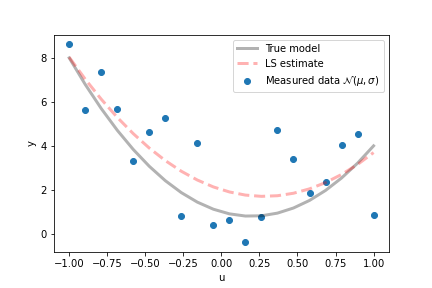 True model
LS estimate
Measured data 𝒩(μ, σ)
8
6
4
2
0
y
−1.00 −0.75 −0.50 −0.25 0.00 0.25 0.50 0.75 1.00
u